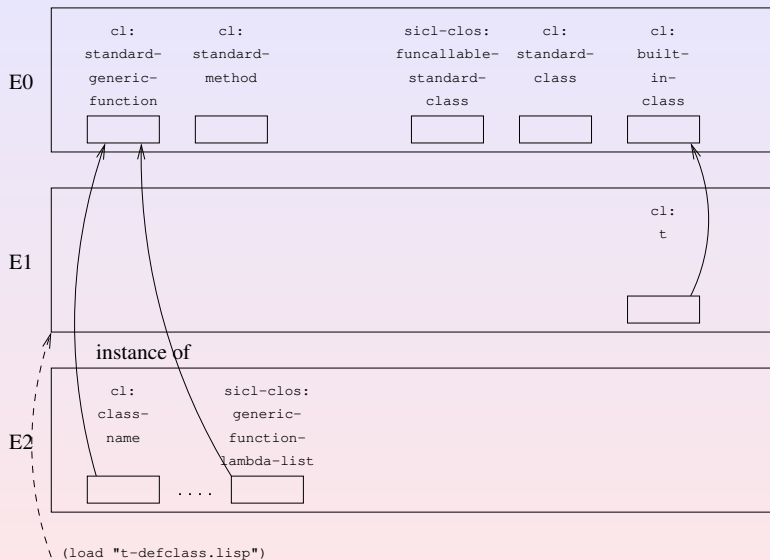 cl:
standard-
generic-
function
cl:
standard-
method
sicl-clos:
funcallable-
standard-
class
cl:
standard-
class
cl:
built-
in-
class
E0
cl:
t
E1
instance of
cl:
class-
name
sicl-clos:
generic-
function-
lambda-list
E2
....
(load "t-defclass.lisp")